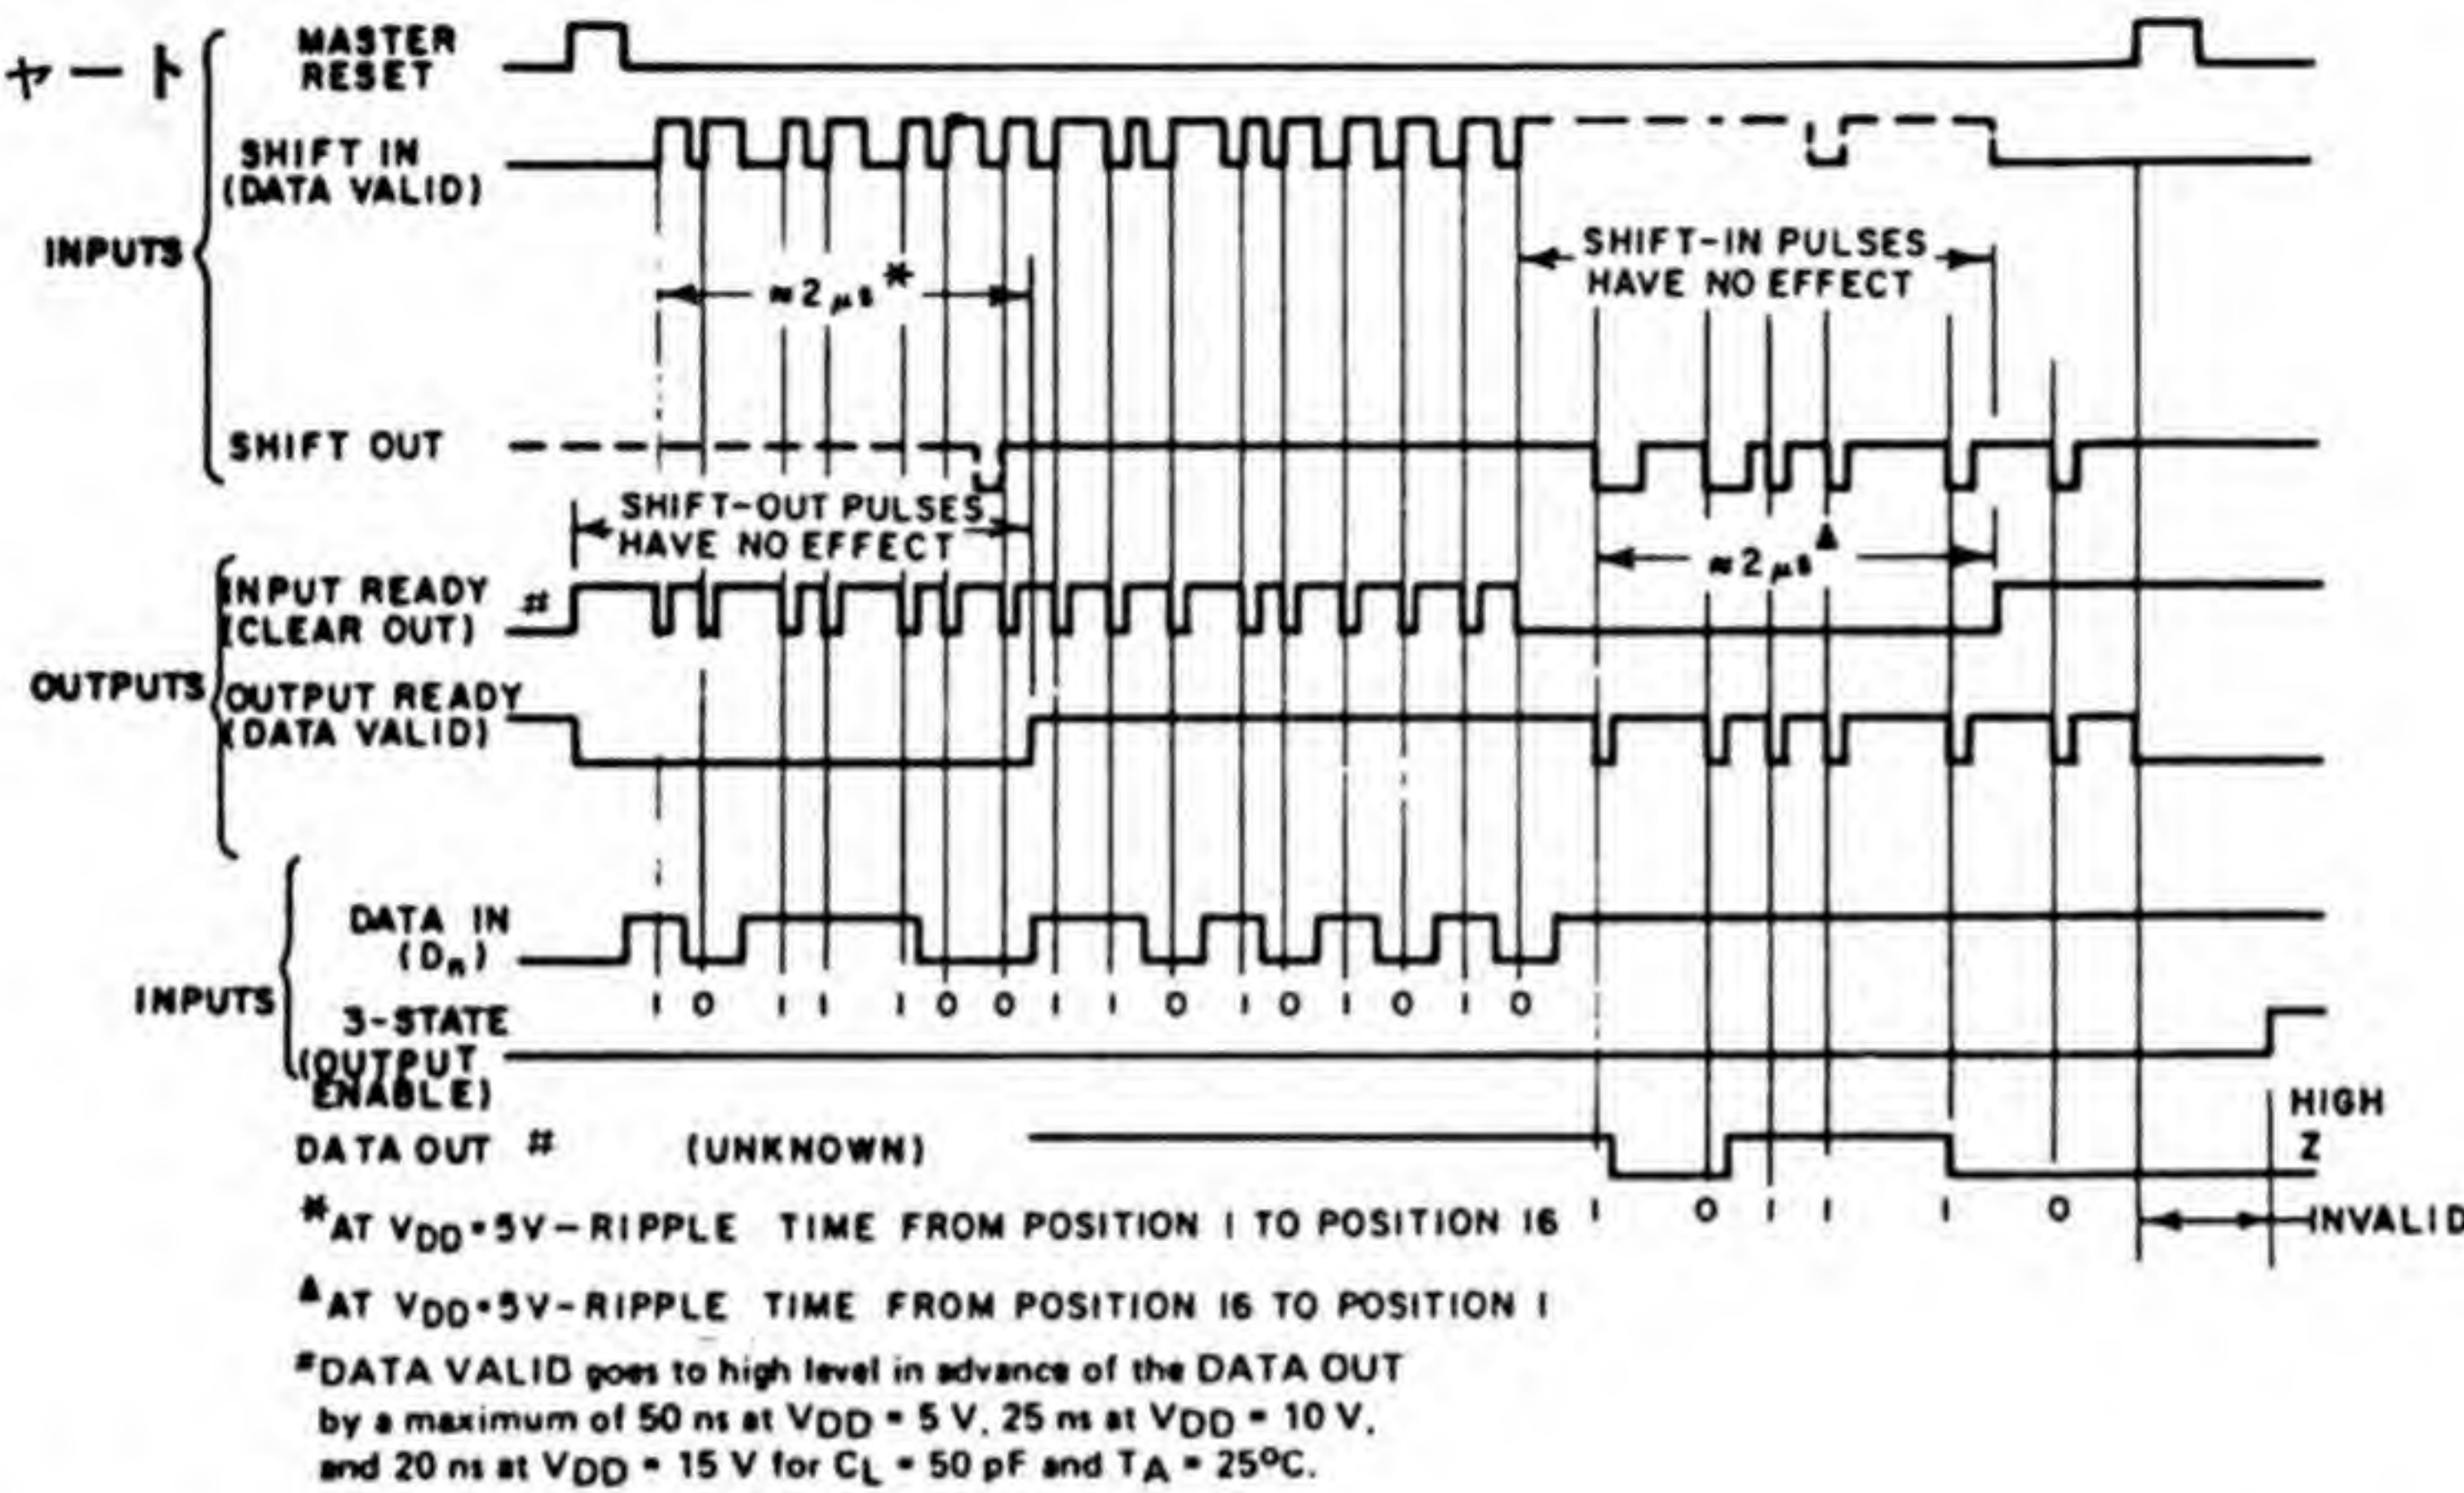 ャート
MASTER
RESET
SHIFT IN
(DATA VALID)
INPUTS
≈2 μs *
SHIFT-IN PULSES
HAVE NO EFFECT
SHIFT OUT
SHIFT-OUT PULSES
HAVE NO EFFECT
≈2 μs ▲
INPUT READY #
(CLEAR OUT)
OUTPUTS
OUTPUT READY
(DATA VALID)
DATA IN
(Dn)
1 0 1 1 1 0 0 1 1 0 1 0 1 0 1 0
INPUTS
3-STATE
(OUTPUT
ENABLE)
HIGH
Z
DATA OUT # (UNKNOWN)
1 0 1 1 1 0
INVALID
*AT VDD=5V-RIPPLE TIME FROM POSITION 1 TO POSITION 16
▲AT VDD=5V-RIPPLE TIME FROM POSITION 16 TO POSITION 1
#DATA VALID goes to high level in advance of the DATA OUT
by a maximum of 50 ns at VDD = 5 V, 25 ns at VDD = 10 V,
and 20 ns at VDD = 15 V for CL = 50 pF and TA = 25°C.